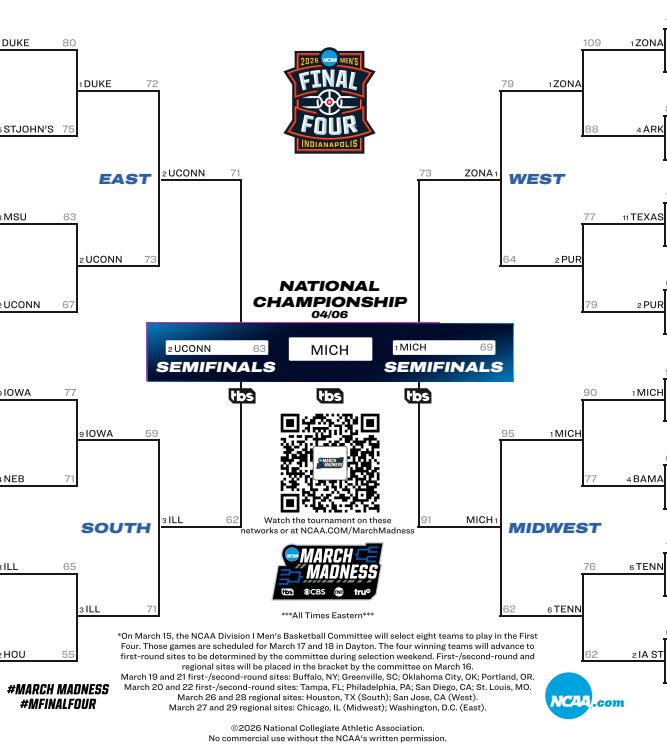 DUKE 80
1 DUKE 72
STJOHN'S 75
EAST
2 UCONN 71
MSU 63
2 UCONN 73
UCONN 67
2026 NCAA MEN'S
FINAL
FOUR
INDIANAPOLIS
109 1 ZONA
79 1 ZONA
88 4 ARK
73 ZONA 1
WEST
77 11 TEXAS
64 2 PUR
79 2 PUR
NATIONAL
CHAMPIONSHIP
04/06
2 UCONN 63
MICH
1 MICH 69
SEMIFINALS
SEMIFINALS
tbs
tbs
tbs
IOWA 77
9 IOWA 59
NEB 71
SOUTH
3 ILL 62
ILL 65
3 ILL 71
HOU 55
90 1 MICH
95 1 MICH
77 4 BAMA
91 MICH 1
MIDWEST
76 6 TENN
62 6 TENN
62 2 IA ST
MARCH MADNESS
Watch the tournament on these
networks or at NCAA.COM/MarchMadness
NCAA
MARCH
MADNESS
tbs CBS TNT tru
***All Times Eastern***
*On March 15, the NCAA Division I Men's Basketball Committee will select eight teams to play in the First
Four. Those games are scheduled for March 17 and 18 in Dayton. The four winning teams will advance to
first-round sites to be determined by the committee during selection weekend. First-/second-round and
regional sites will be placed in the bracket by the committee on March 16.
March 19 and 21 first-/second-round sites: Buffalo, NY; Greenville, SC; Oklahoma City, OK; Portland, OR.
March 20 and 22 first-/second-round sites: Tampa, FL; Philadelphia, PA; San Diego, CA; St. Louis, MO.
March 26 and 28 regional sites: Houston, TX (South); San Jose, CA (West).
March 27 and 29 regional sites: Chicago, IL (Midwest); Washington, D.C. (East).
#MARCH MADNESS
#MFINALFOUR
NCAA.com
©2026 National Collegiate Athletic Association.
No commercial use without the NCAA's written permission.